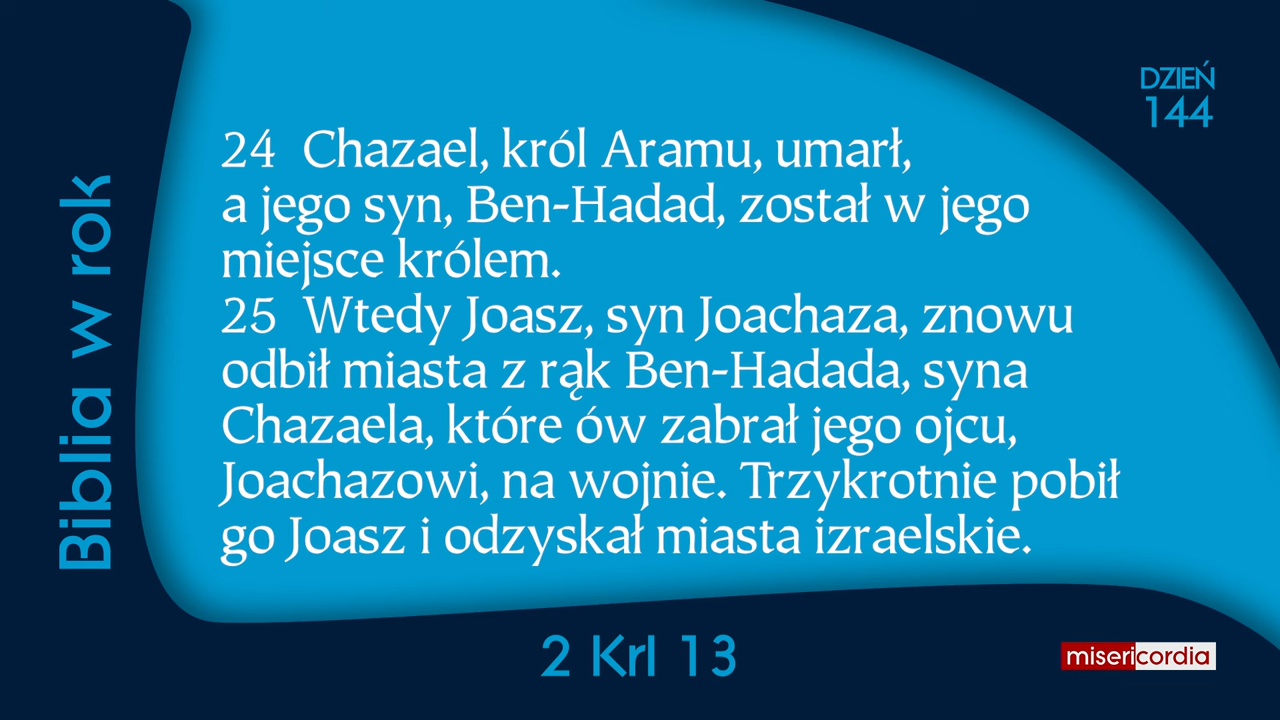 DZIEŃ
144
24 Chazael, król Aramu, umarł,
a jego syn, Ben-Hadad, został w jego
miejsce królem.
25 Wtedy Joasz, syn Joachaza, znowu
odbił miasta z rąk Ben-Hadada, syna
Chazaela, które ów zabrał jego ojcu,
Joachazowi, na wojnie. Trzykrotnie pobił
go Joasz i odzyskał miasta izraelskie.
Biblia w rok
2 Krl 13
misericordia